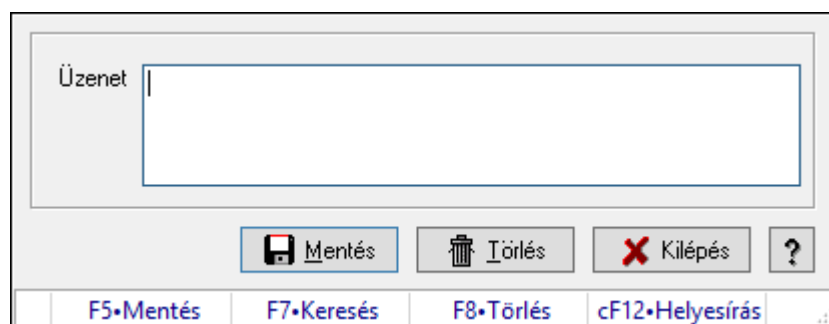 Üzenet
Mentés Törlés Kilépés ?
F5•Mentés F7•Keresés F8•Törlés cF12•Helyesírás